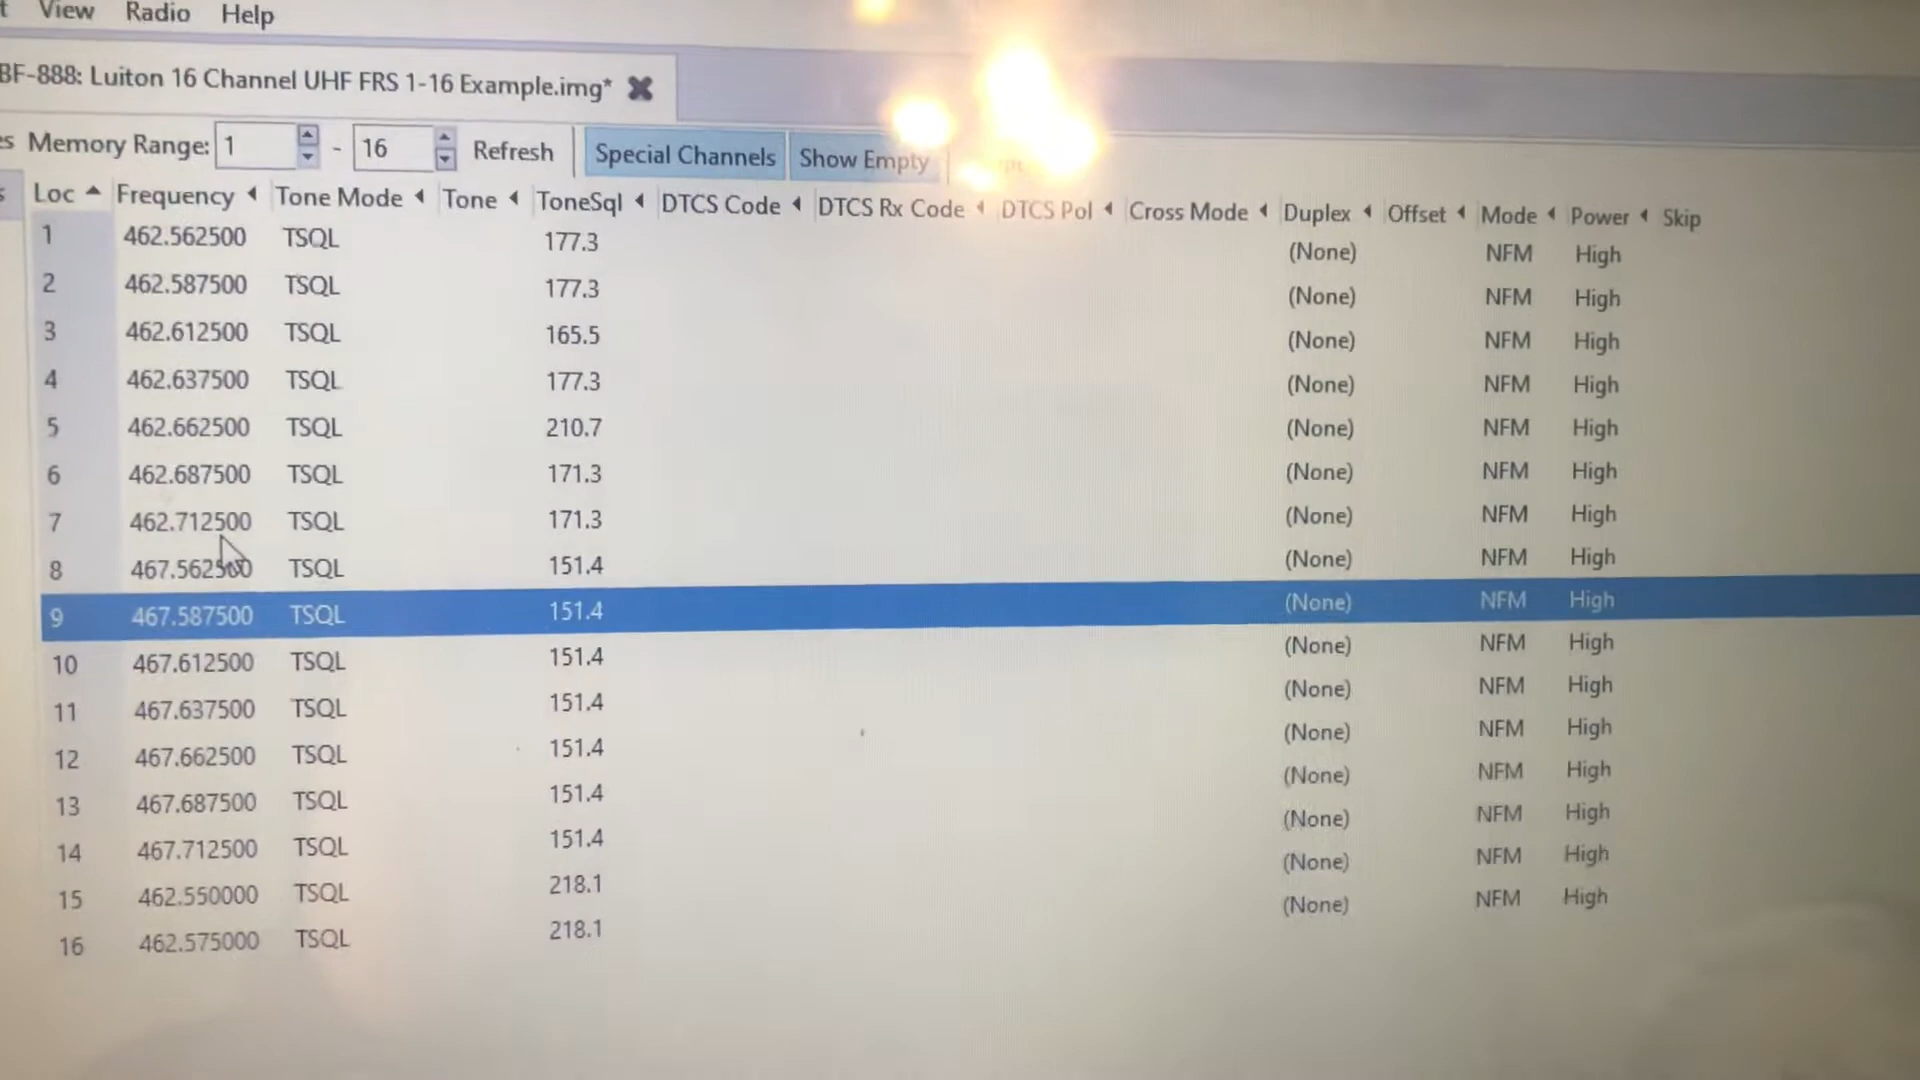 t View Radio Help
BF-888: Luiton 16 Channel UHF FRS 1-16 Example.img*
es Memory Range: 1 - 16 Refresh Special Channels Show Empty
s Loc Frequency Tone Mode Tone ToneSql DTCS Code DTCS Rx Code DTCS Pol Cross Mode Duplex Offset Mode Power Skip
1 462.562500 TSQL 177.3 (None) NFM High
2 462.587500 TSQL 177.3 (None) NFM High
3 462.612500 TSQL 165.5 (None) NFM High
4 462.637500 TSQL 177.3 (None) NFM High
5 462.662500 TSQL 210.7 (None) NFM High
6 462.687500 TSQL 171.3 (None) NFM High
7 462.712500 TSQL 171.3 (None) NFM High
8 467.562500 TSQL 151.4 (None) NFM High
9 467.587500 TSQL 151.4 (None) NFM High
10 467.612500 TSQL 151.4 (None) NFM High
11 467.637500 TSQL 151.4 (None) NFM High
12 467.662500 TSQL 151.4 (None) NFM High
13 467.687500 TSQL 151.4 (None) NFM High
14 467.712500 TSQL 151.4 (None) NFM High
15 462.550000 TSQL 218.1 (None) NFM High
16 462.575000 TSQL 218.1 (None) NFM High